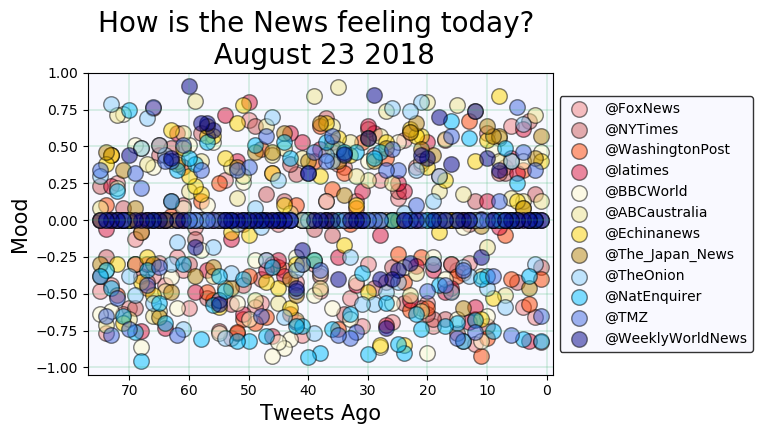 How is the News feeling today?
August 23 2018
Mood
1.00
0.75
0.50
0.25
0.00
−0.25
−0.50
−0.75
−1.00
70
60
50
40
30
20
10
0
Tweets Ago
@FoxNews
@NYTimes
@WashingtonPost
@latimes
@BBCWorld
@ABCaustralia
@Echinanews
@The_Japan_News
@TheOnion
@NatEnquirer
@TMZ
@WeeklyWorldNews